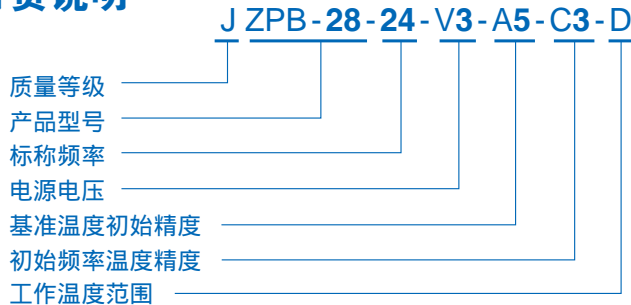 J ZPB-28-24-V3-A5-C3-D
质量等级
产品型号
标称频率
电源电压
基准温度初始精度
初始频率温度精度
工作温度范围